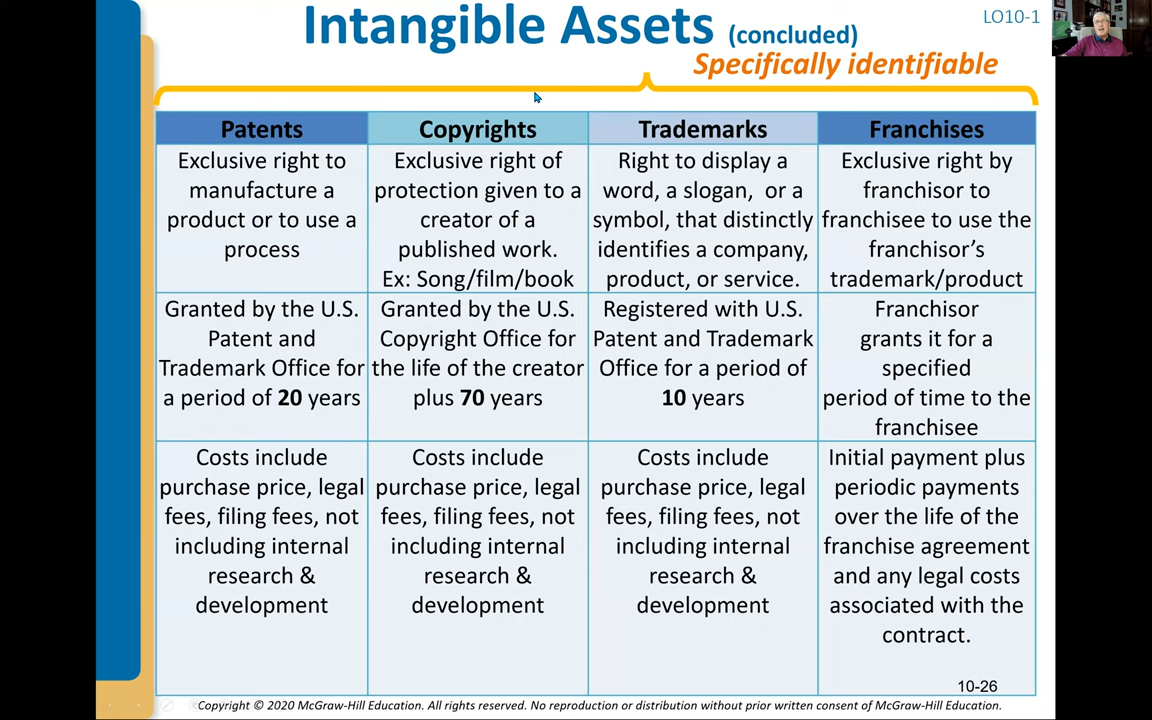 Intangible Assets (concluded)
LO10-1
Specifically identifiable
Patents
Exclusive right to
manufacture a
product or to use a
process
Granted by the U.S.
Patent and
Trademark Office for
a period of 20 years
Costs include
purchase price, legal
fees, filing fees, not
including internal
research &
development
Copyrights
Exclusive right of
protection given to a
creator of a
published work.
Ex: Song/film/book
Granted by the U.S.
Copyright Office for
the life of the creator
plus 70 years
Costs include
purchase price, legal
fees, filing fees, not
including internal
research &
development
Trademarks
Right to display a
word, a slogan, or a
symbol, that distinctly
identifies a company,
product, or service.
Registered with U.S.
Patent and Trademark
Office for a period of
10 years
Costs include
purchase price, legal
fees, filing fees, not
including internal
research &
development
Franchises
Exclusive right by
franchisor to
franchisee to use the
franchisor’s
trademark/product
Franchisor
grants it for a
specified
period of time to the
franchisee
Initial payment plus
periodic payments
over the life of the
franchise agreement
and any legal costs
associated with the
contract.
10-26
Copyright © 2020 McGraw-Hill Education. All rights reserved. No reproduction or distribution without prior written consent of McGraw-Hill Education.